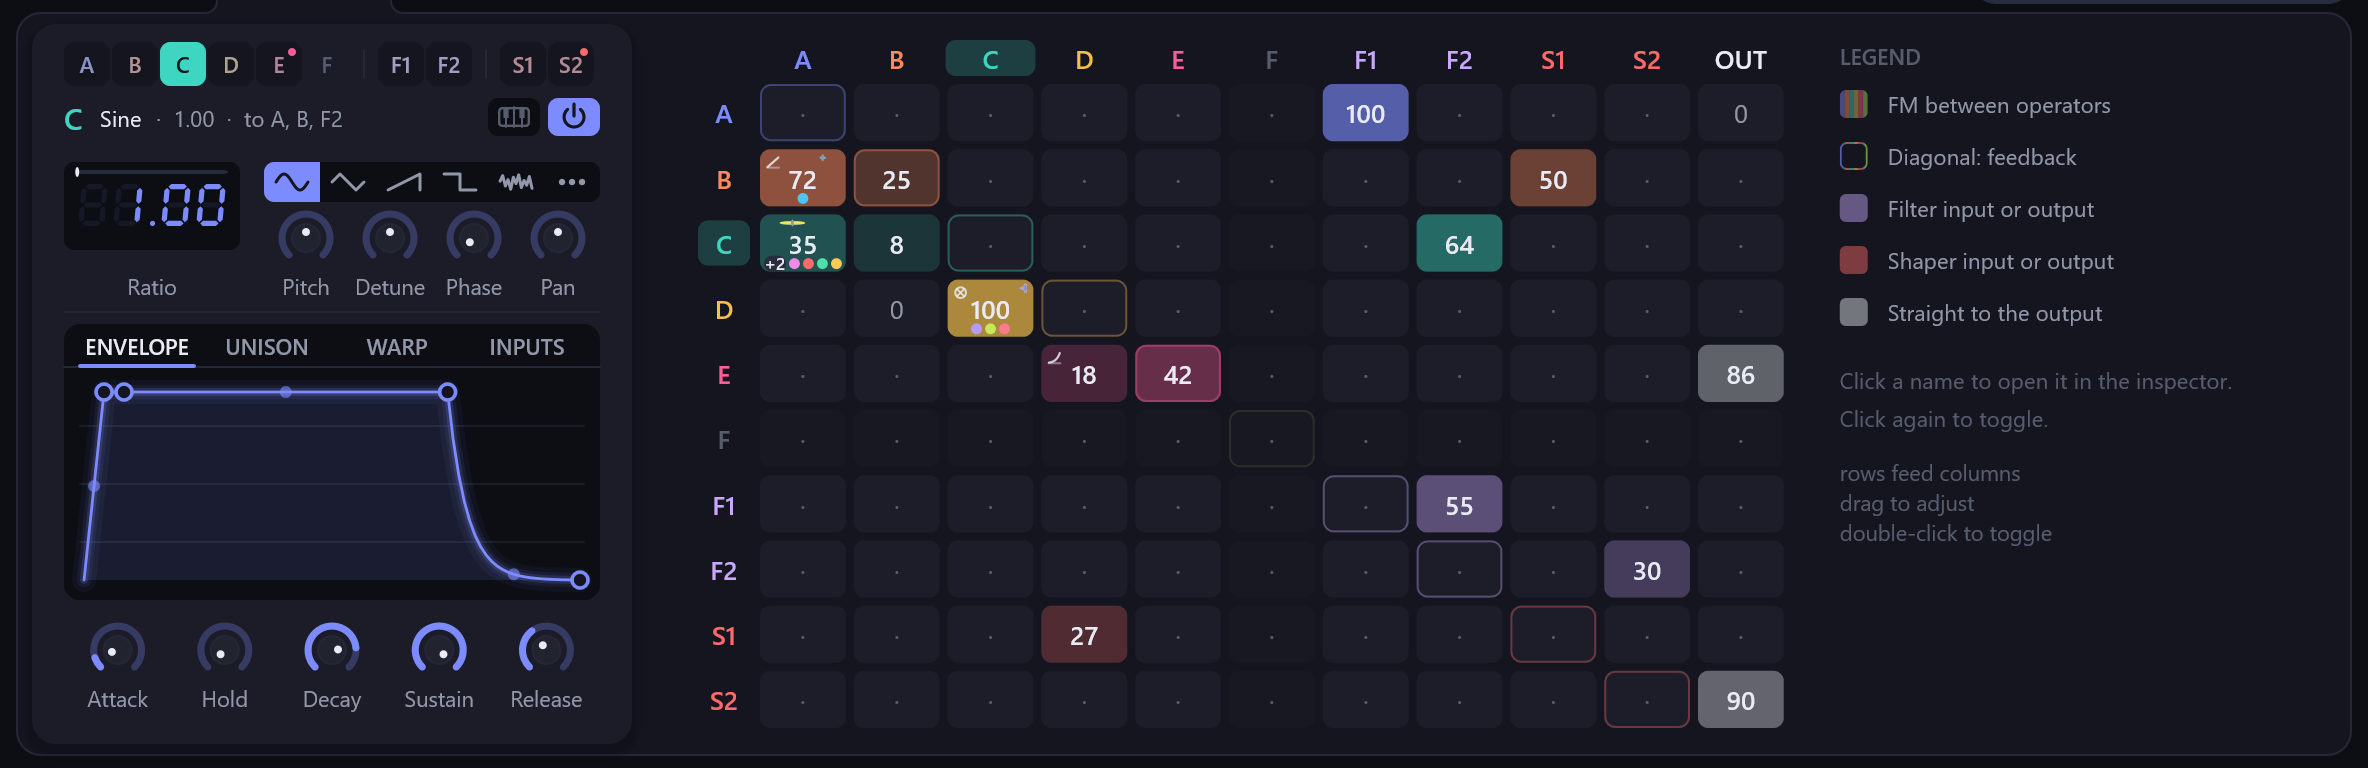 A B C D E F F1 F2 S1 S2
C Sine · 1.00 · to A, B, F2
1.00
Ratio Pitch Detune Phase Pan
ENVELOPE UNISON WARP INPUTS
Attack Hold Decay Sustain Release
A B C D E F F1 F2 S1 S2 OUT
A 100 0
B 72 25 50
C 35 +2 8 64
D 0 100
E 18 42 86
F
F1 55
F2 30
S1 27
S2 90
LEGEND
FM between operators
Diagonal: feedback
Filter input or output
Shaper input or output
Straight to the output
Click a name to open it in the inspector.
Click again to toggle.
rows feed columns
drag to adjust
double-click to toggle